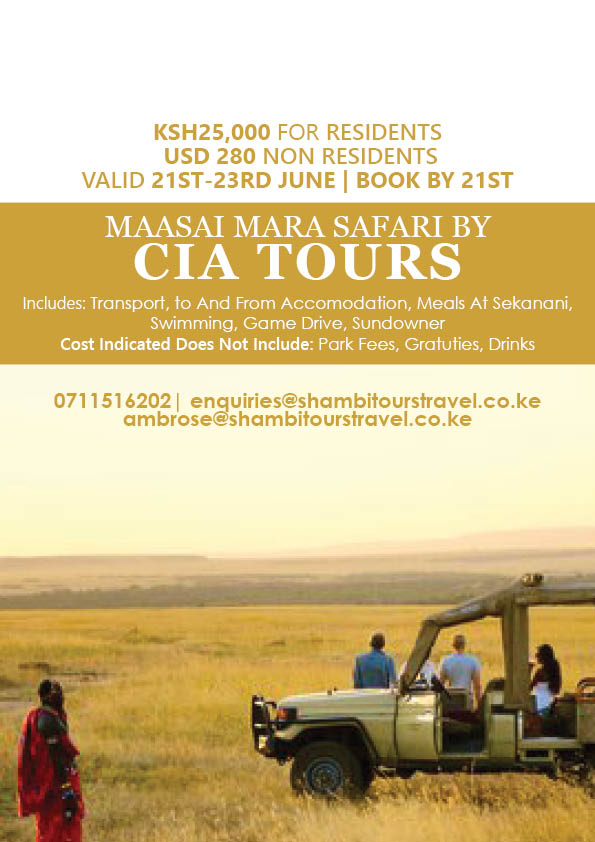 KSH25,000 FOR RESIDENTS
USD 280 NON RESIDENTS
VALID 21ST-23RD JUNE | BOOK BY 21ST
MAASAI MARA SAFARI BY
CIA TOURS
Includes: Transport, to And From Accomodation, Meals At Sekanani,
Swimming, Game Drive, Sundowner
Cost Indicated Does Not Include: Park Fees, Gratuties, Drinks
0711516202| enquiries@shambitourstravel.co.ke
ambrose@shambitourstravel.co.ke